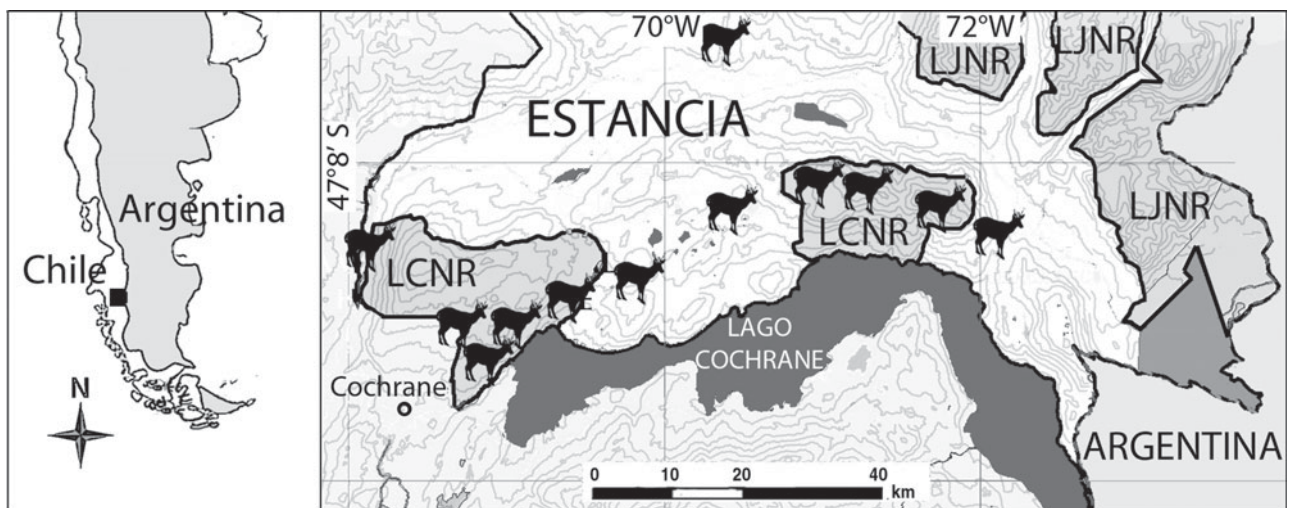 Argentina
Chile
N
70°W
72°W
LJNR
LJNR
ESTANCIA
47°8' S
LJNR
LCNR
LCNR
LAGO
COCHRANE
Cochrane
ARGENTINA
0 10 20 40
km